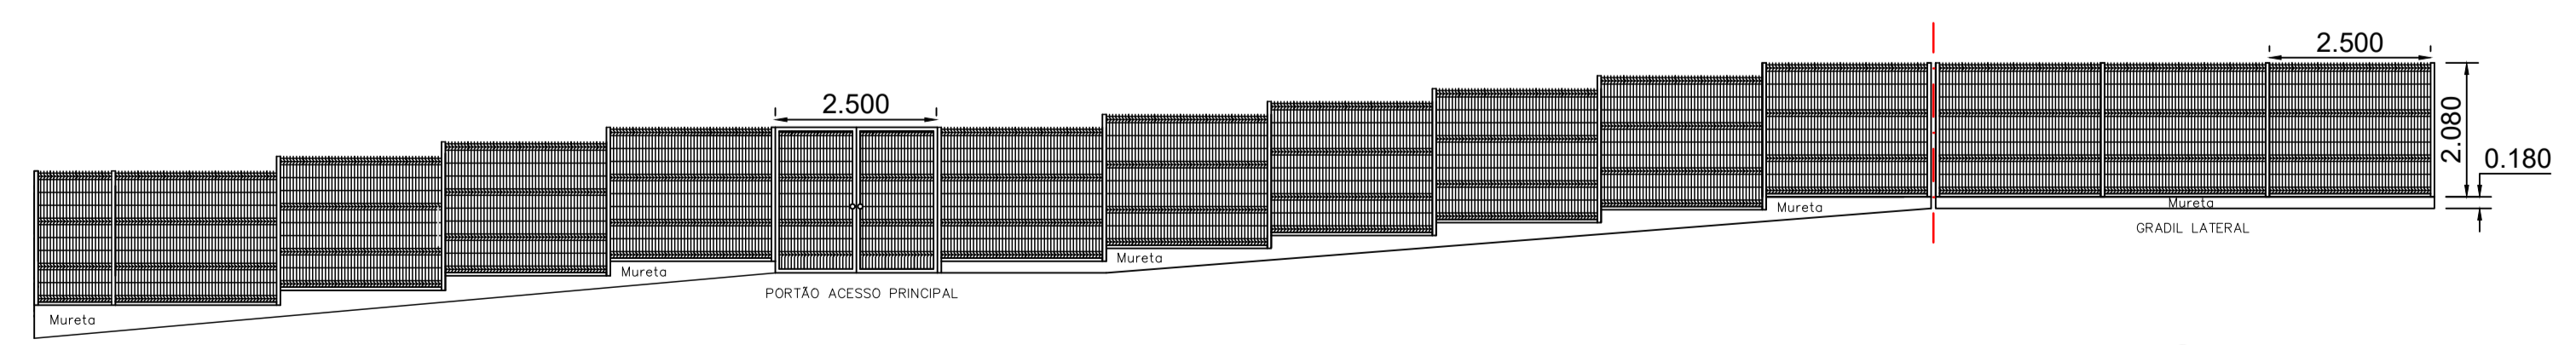 2.500
2.500
2.080
0.180
Mureta
Mureta
GRADIL LATERAL
Mureta
Mureta
PORTÃO ACESSO PRINCIPAL
Mureta